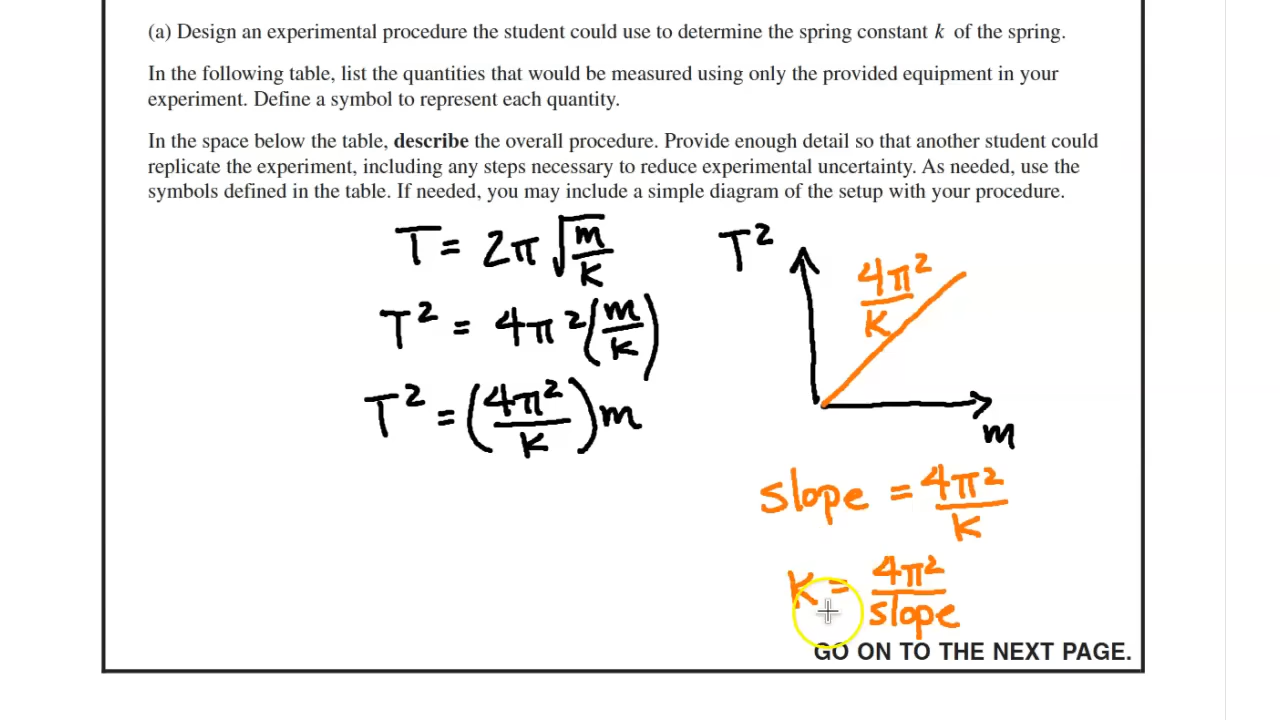 (a) Design an experimental procedure the student could use to determine the spring constant k of the spring.
In the following table, list the quantities that would be measured using only the provided equipment in your
experiment. Define a symbol to represent each quantity.
In the space below the table, describe the overall procedure. Provide enough detail so that another student could
replicate the experiment, including any steps necessary to reduce experimental uncertainty. As needed, use the
symbols defined in the table. If needed, you may include a simple diagram of the setup with your procedure.
T = 2π √(m/k)
T² = 4π² (m/k)
T² = (4π²/k) m
T²
4π²/k
m
slope = 4π²/k
k = 4π²/slope
GO ON TO THE NEXT PAGE.